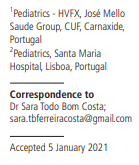 ¹Pediatrics - HVFX, José Mello
Saude Group, CUF, Carnaxide,
Portugal
²Pediatrics, Santa Maria
Hospital, Lisboa, Portugal
Correspondence to
Dr Sara Todo Bom Costa;
sara.tbferreiracosta@gmail.com
Accepted 5 January 2021